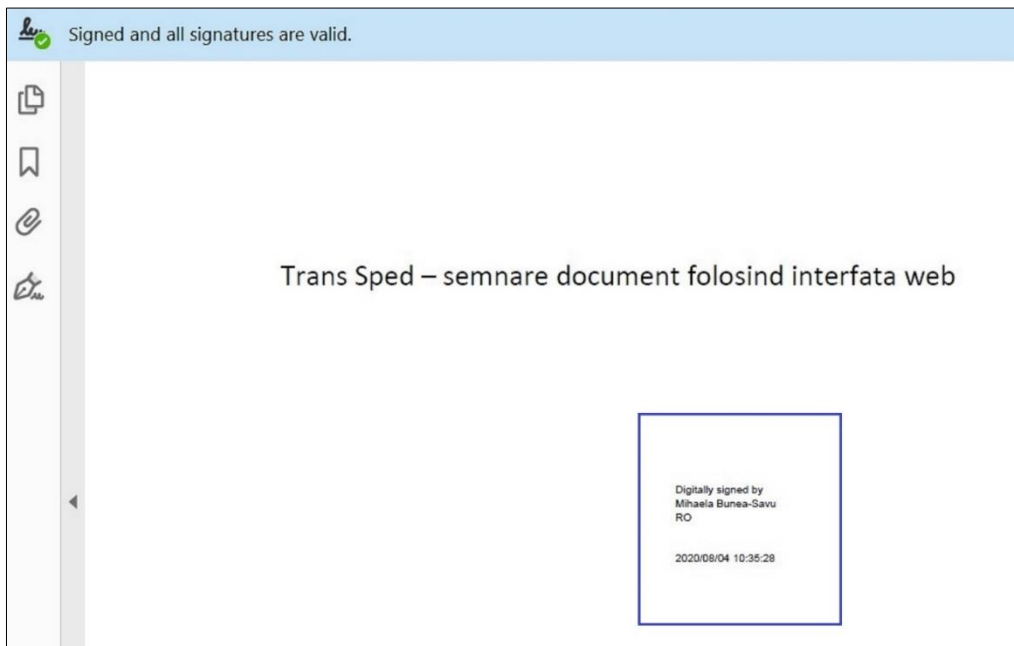 Signed and all signatures are valid.
Trans Sped – semnare document folosind interfata web
Digitally signed by
Mihaela Bunea-Savu
RO
2020/08/04 10:35:28